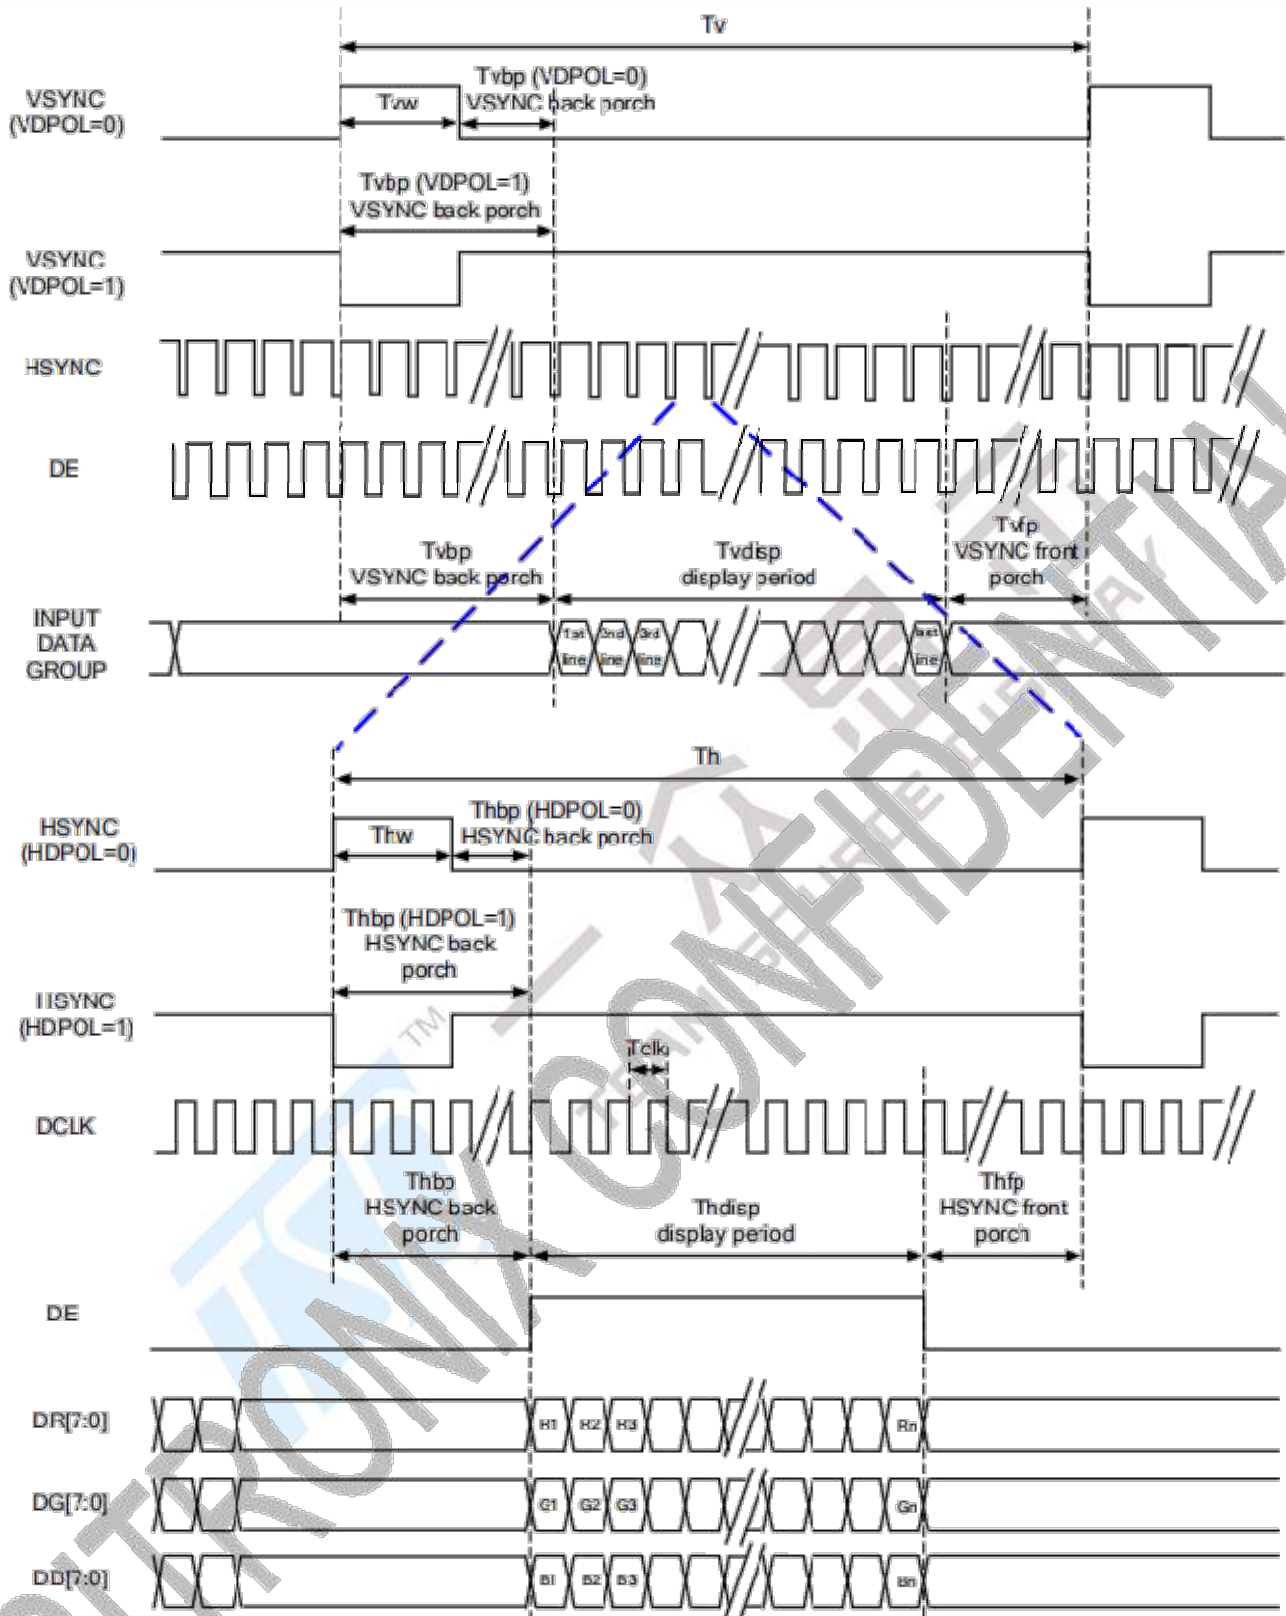 Tv
VSYNC
(VDPOL=0)
Tvw
Tvbp (VDPOL=0)
VSYNC back porch
Tvbp (VDPOL=1)
VSYNC back porch
VSYNC
(VDPOL=1)
HSYNC
DE
Tvbp
VSYNC back porch
Tvdisp
display period
Tvfp
VSYNC front
porch
INPUT
DATA
GROUP
1st
line
2nd
line
3rd
line
last
line
Th
HSYNC
(HDPOL=0)
Thw
Thbp (HDPOL=0)
HSYNC back porch
Thbp (HDPOL=1)
HSYNC back
porch
HSYNC
(HDPOL=1)
Tclk
DCLK
Thbp
HSYNC back
porch
Thdisp
display period
Thfp
HSYNC front
porch
DE
DR[7:0]
R1 R2 R3 Rn
DG[7:0]
G1 G2 G3 Gn
DB[7:0]
B1 B2 B3 Bn
CONFIDENTIAL
TM